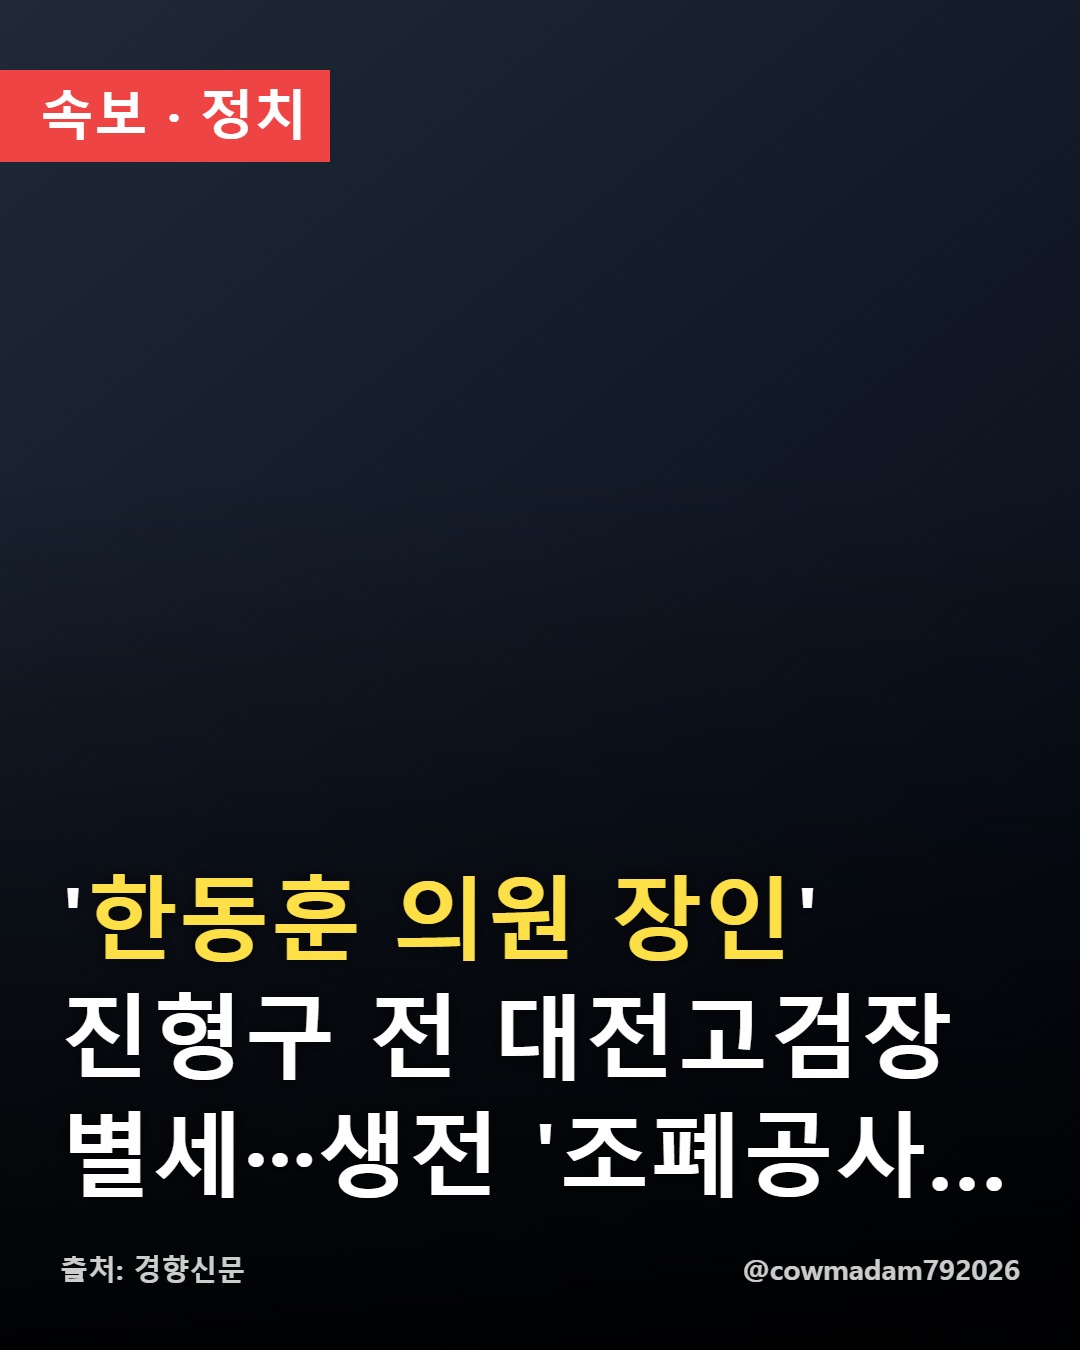 속보 · 정치
'한동훈 의원 장인'
진형구 전 대전고검장
별세···생전 '조폐공사...
출처: 경향신문
@cowmadam792026